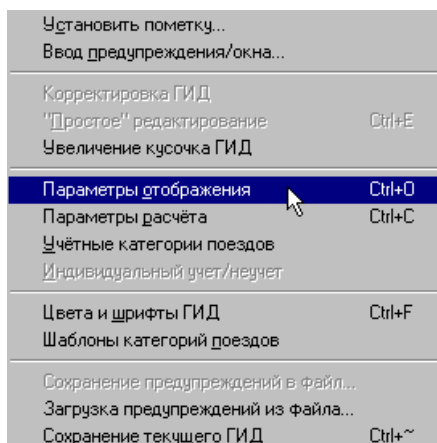 Установить пометку...
Ввод предупреждения/окна...
Корректировка ГИД
"Простое" редактирование Ctrl+E
Увеличение кусочка ГИД
Параметры отображения Ctrl+O
Параметры расчёта Ctrl+C
Учётные категории поездов
Индивидуальный учет/неучет
Цвета и шрифты ГИД Ctrl+F
Шаблоны категорий поездов
Сохранение предупреждений в файл...
Загрузка предупреждений из файла...
Сохранение текущего ГИД Ctrl+~